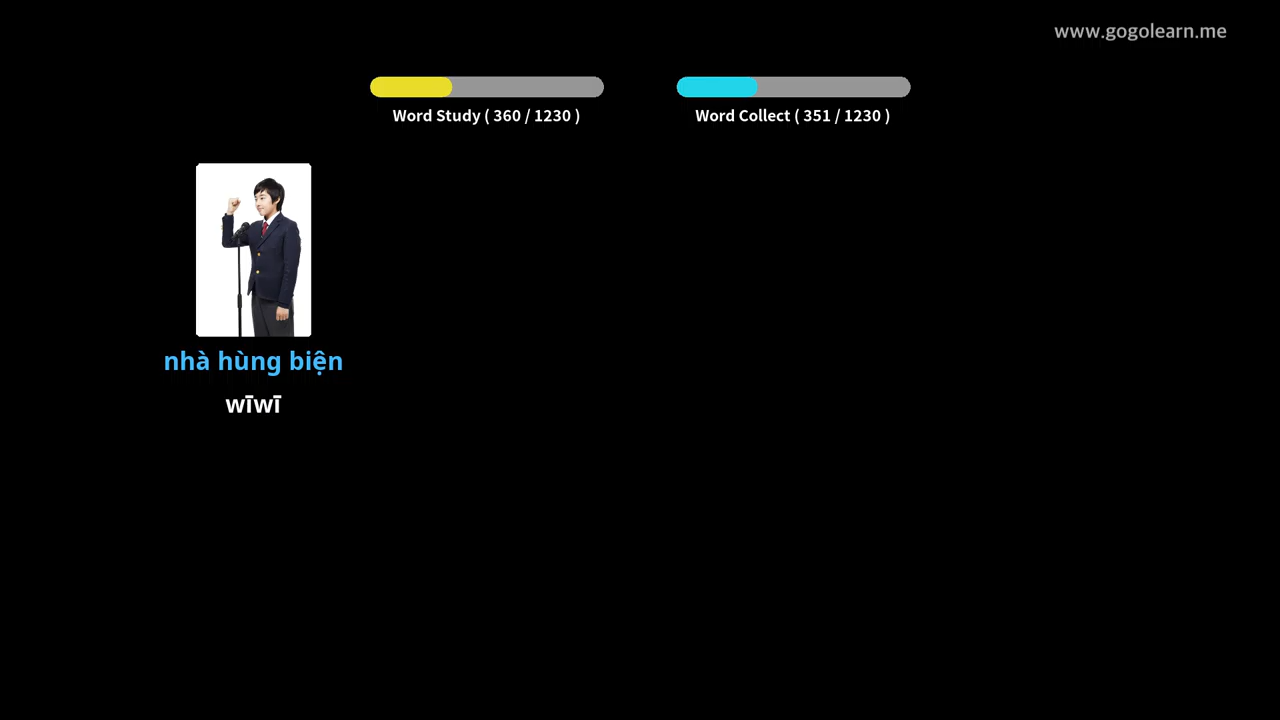 www.gogolearn.me
Word Study ( 360 / 1230 )
Word Collect ( 351 / 1230 )
nhà hùng biện
wīwī